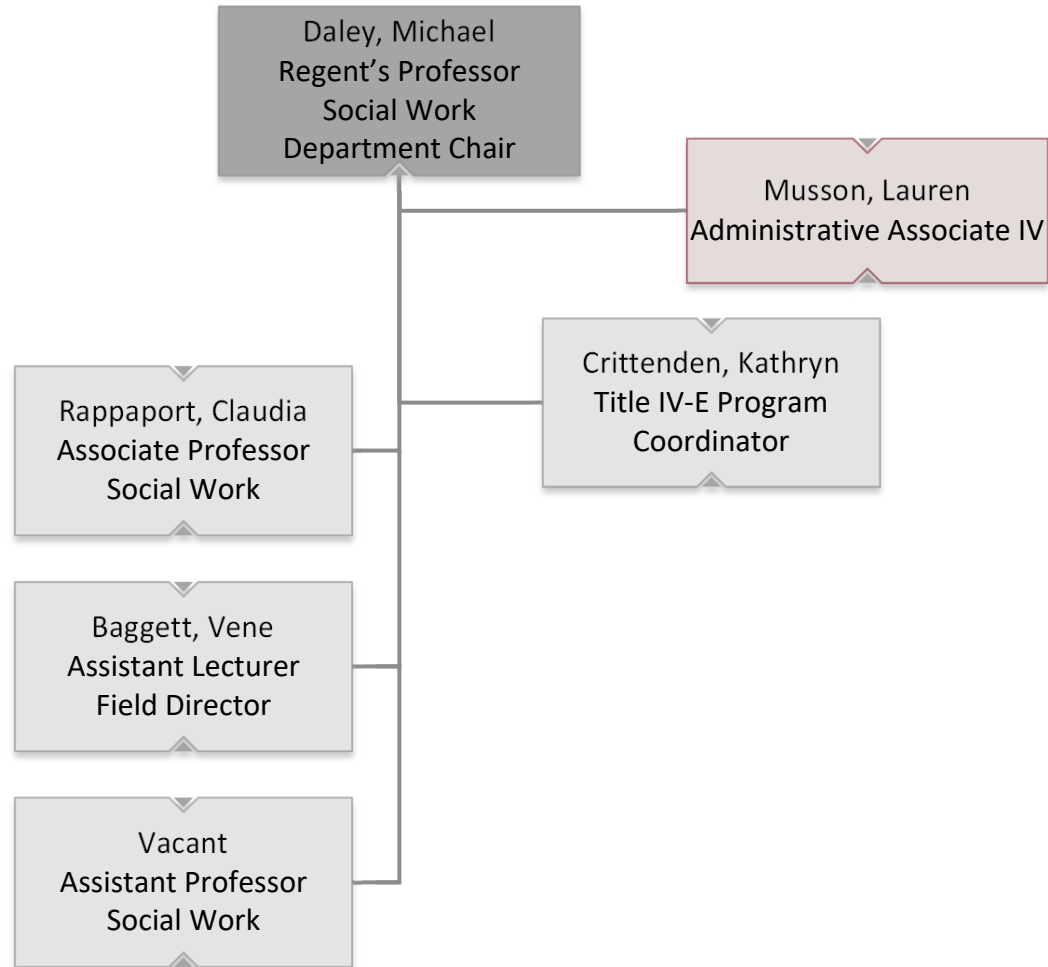 Daley, Michael
Regent’s Professor
Social Work
Department Chair
Musson, Lauren
Administrative Associate IV
Crittenden, Kathryn
Title IV-E Program
Coordinator
Rappaport, Claudia
Associate Professor
Social Work
Baggett, Vene
Assistant Lecturer
Field Director
Vacant
Assistant Professor
Social Work